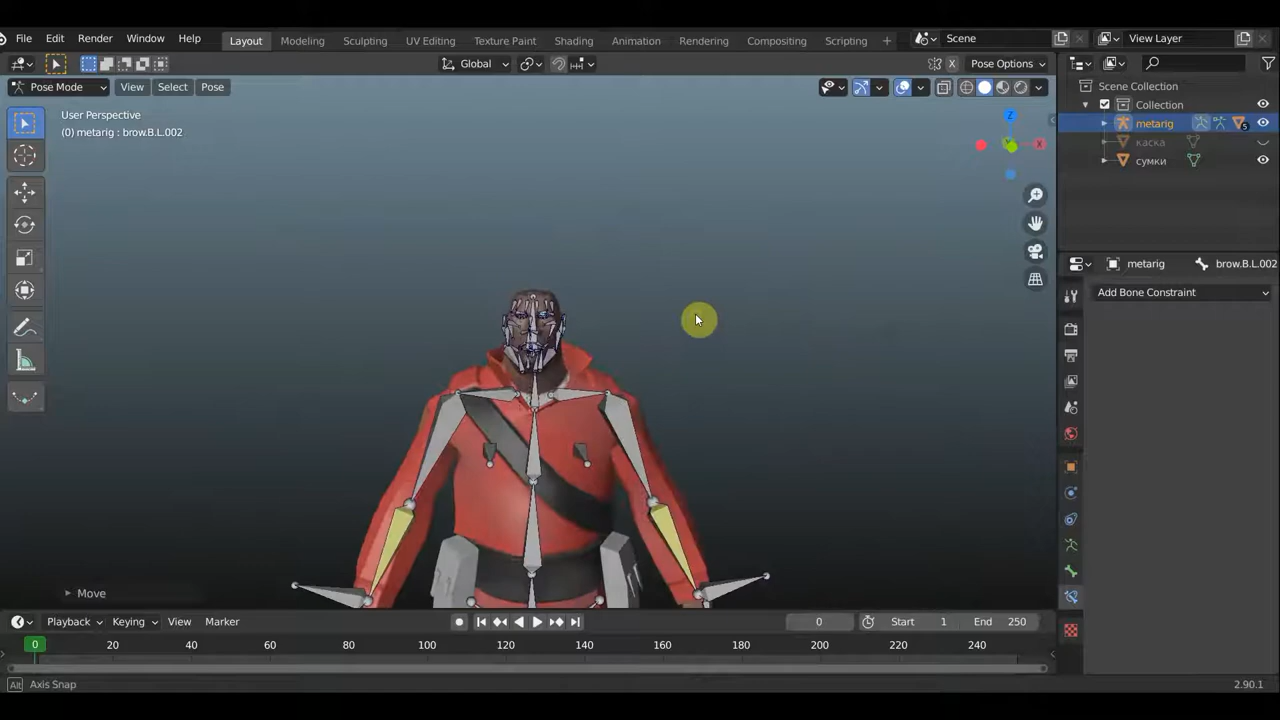 File Edit Render Window Help Layout Modeling Sculpting UV Editing Texture Paint Shading Animation Rendering Compositing Scripting + Scene View Layer
Global X Pose Options
Pose Mode View Select Pose
User Perspective
(0) metarig : brow.B.L.002
Z
X
Scene Collection
Collection
metarig 5
каска
сумки
metarig brow.B.L.002
Add Bone Constraint
Move
Playback Keying View Marker 0 Start 1 End 250
0 20 40 60 80 100 120 140 160 180 200 220 240
Alt Axis Snap 2.90.1